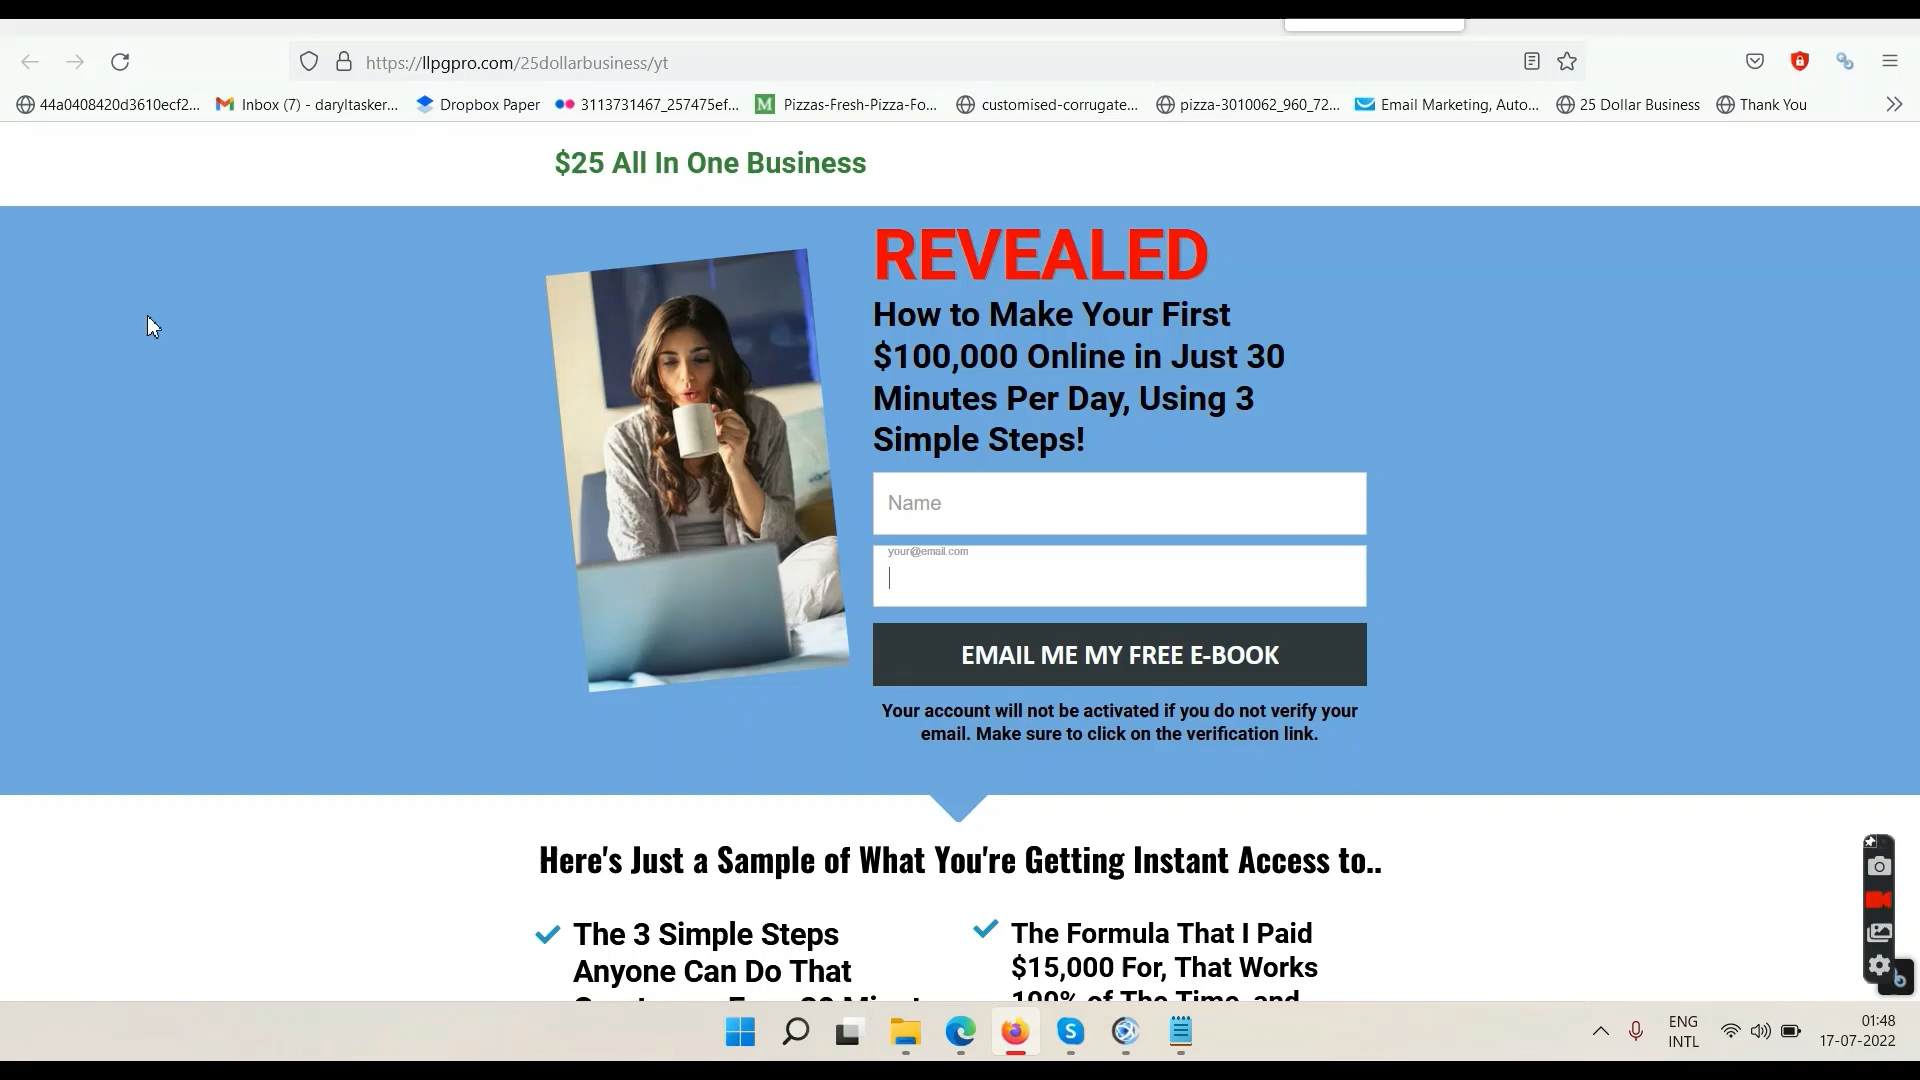 https://llpgpro.com/25dollarbusiness/yt
44a0408420d3610ecf2...
Inbox (7) - daryltasker...
Dropbox Paper
3113731467_257475ef...
Pizzas-Fresh-Pizza-Fo...
customised-corrugate...
pizza-3010062_960_72...
Email Marketing, Auto...
25 Dollar Business
Thank You
$25 All In One Business
REVEALED
How to Make Your First
$100,000 Online in Just 30
Minutes Per Day, Using 3
Simple Steps!
Name
your@email.com
EMAIL ME MY FREE E-BOOK
Your account will not be activated if you do not verify your
email. Make sure to click on the verification link.
Here's Just a Sample of What You're Getting Instant Access to..
The 3 Simple Steps
Anyone Can Do That
The Formula That I Paid
$15,000 For, That Works
100% of The Time, and
ENG
INTL
01:48
17-07-2022